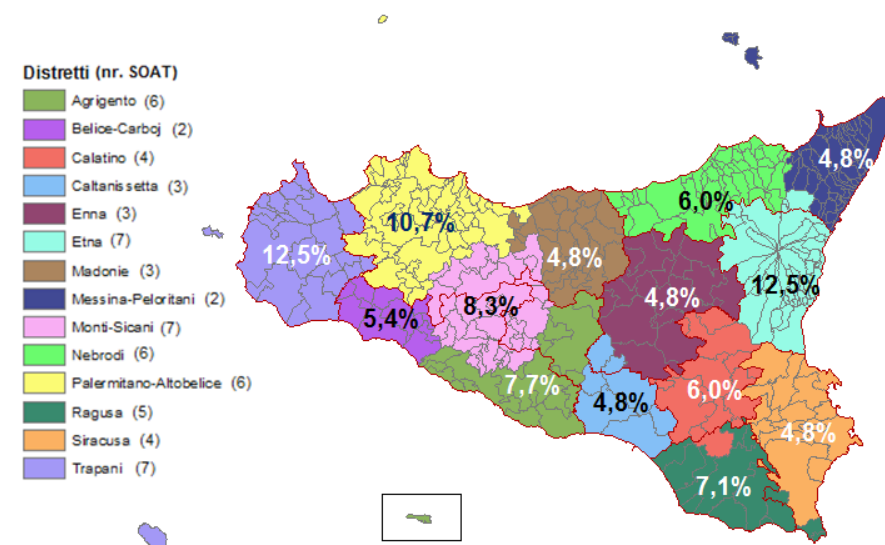 Distretti (nr. SOAT)
Agrigento (6)
Belice-Carboj (2)
Calatino (4)
Caltanissetta (3)
Enna (3)
Etna (7)
Madonie (3)
Messina-Peloritani (2)
Monti-Sicani (7)
Nebrodi (6)
Palermitano-Altobelice (6)
Ragusa (5)
Siracusa (4)
Trapani (7)
4,8%
6,0%
10,7%
12,5%
4,8%
12,5%
4,8%
8,3%
5,4%
7,7%
6,0%
4,8%
4,8%
7,1%